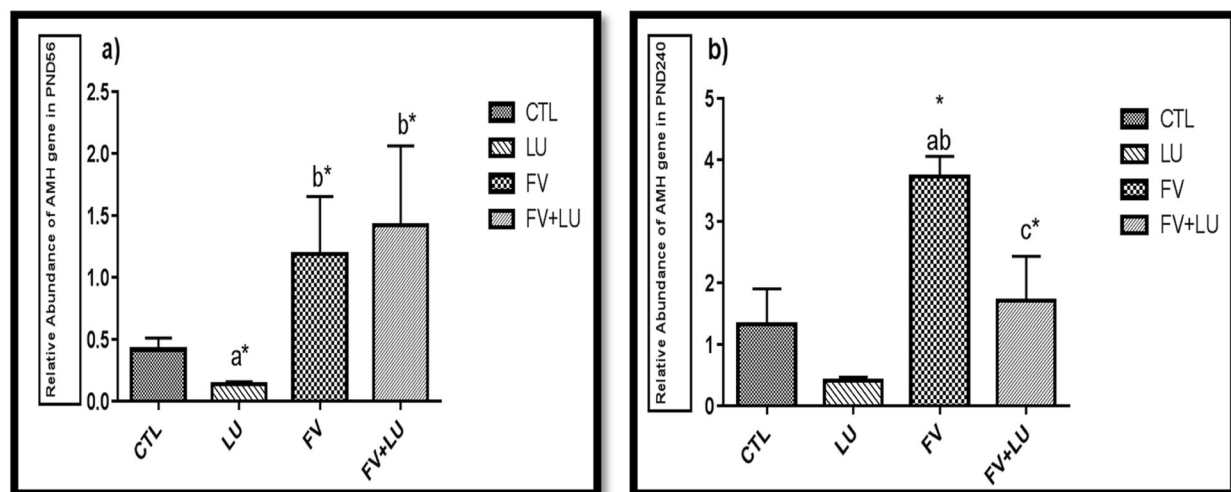 a)
Relative Abundance of AMH gene in PND56
2.5
2.0
1.5
1.0
0.5
0.0
a*
b*
b*
CTL
LU
FV
FV+LU
CTL
LU
FV
FV+LU
b)
Relative Abundance of AMH gene in PND240
5
4
3
2
1
0
*
ab
c*
CTL
LU
FV
FV+LU
CTL
LU
FV
FV+LU